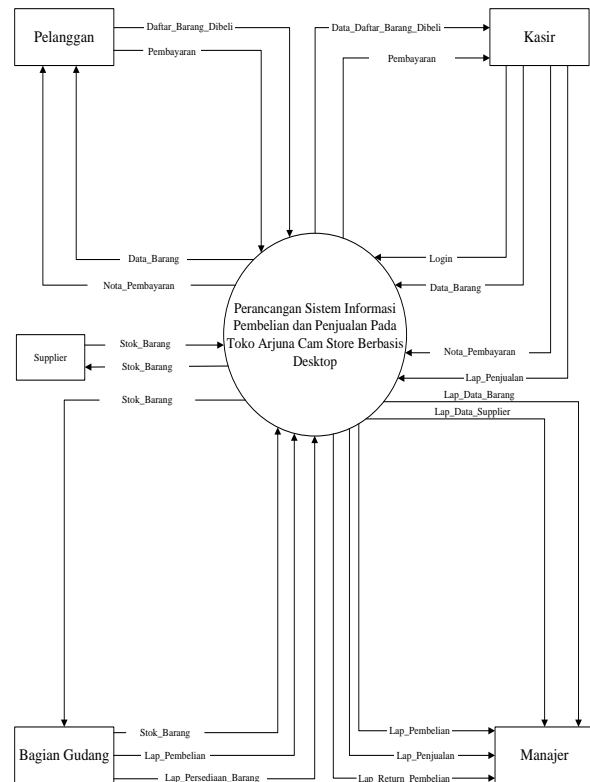 Pelanggan
Daftar_Barang_Dibeli
Pembayaran
Data_Daftar_Barang_Dibeli
Pembayaran
Kasir
Data_Barang
Nota_Pembayaran
Login
Data_Barang
Nota_Pembayaran
Lap_Penjualan
Perancangan Sistem Informasi
Pembelian dan Penjualan Pada
Toko Arjuna Cam Store Berbasis
Desktop
Supplier
Stok_Barang
Stok_Barang
Stok_Barang
Lap_Data_Barang
Lap_Data_Supplier
Bagian Gudang
Stok_Barang
Lap_Pembelian
Lap_Persediaan_Barang
Lap_Pembelian
Lap_Penjualan
Lap_Return_Pembelian
Manajer